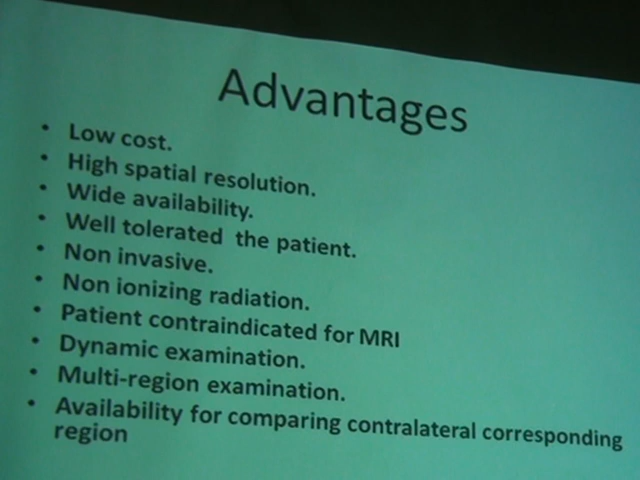 Advantages
• Low cost.
• High spatial resolution.
• Wide availability.
• Well tolerated  the patient.
• Non invasive.
• Non ionizing radiation.
• Patient contraindicated for MRI
• Dynamic examination.
• Multi-region examination.
• Availability for comparing contralateral corresponding
region